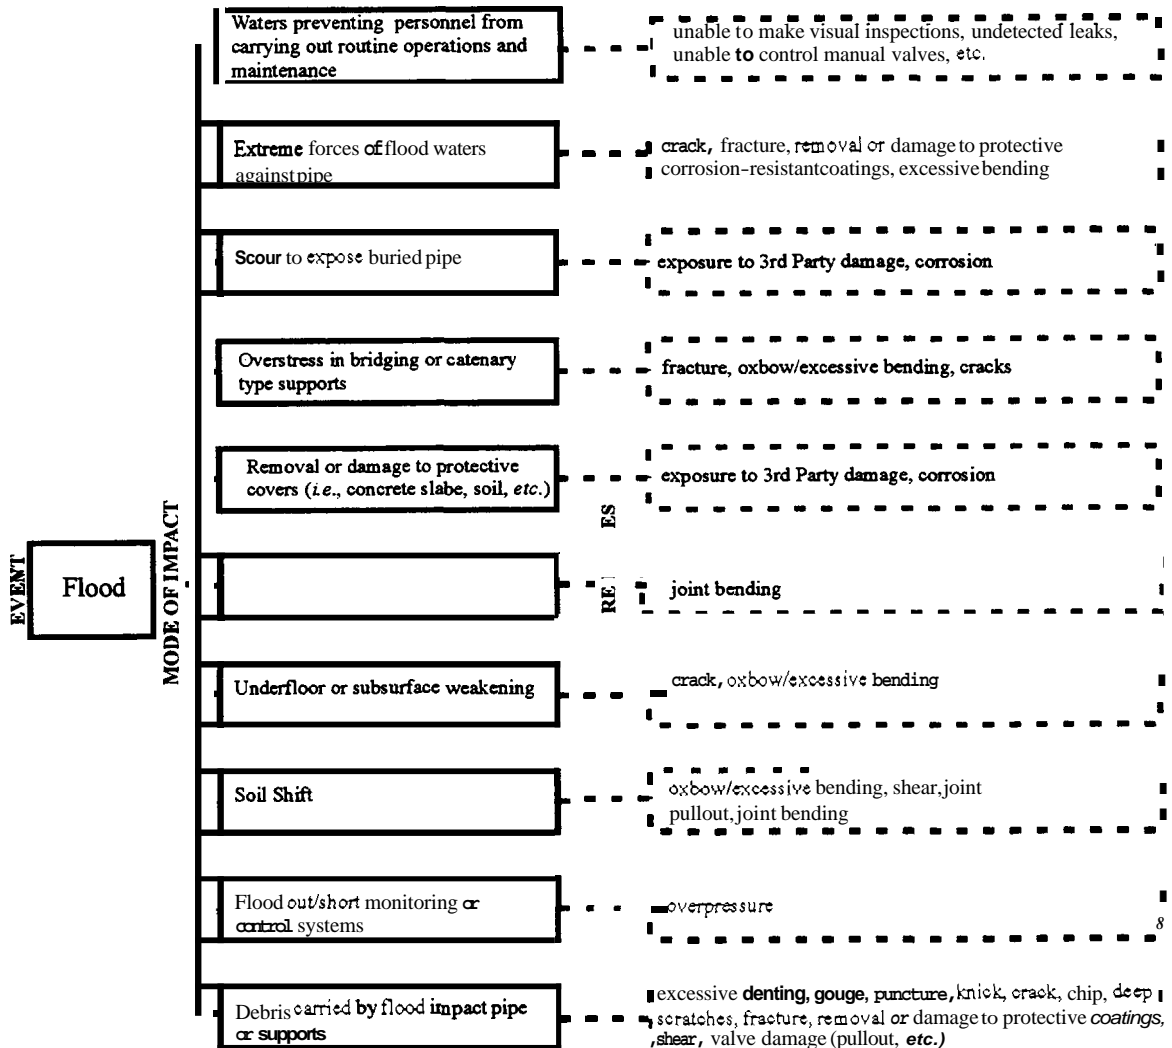 Waters preventing personnel from
carrying out routine operations and
maintenance
unable to make visual inspections, undetected leaks,
unable to control manual valves, etc.
Extreme forces of flood waters
against pipe
crack, fracture, removal or damage to protective
corrosion-resistant coatings, excessive bending
Scour to expose buried pipe
exposure to 3rd Party damage, corrosion
Overstress in bridging or catenary
type supports
fracture, oxbow/excessive bending, cracks
Removal or damage to protective
covers (i.e., concrete slabe, soil, etc.)
exposure to 3rd Party damage, corrosion
EVENT
Flood
MODE OF IMPACT
joint bending
Underfloor or subsurface weakening
crack, oxbow/excessive bending
Soil Shift
oxbow/excessive bending, shear, joint
pullout, joint bending
Flood out/short monitoring or
control systems
overpressure
8
Debris carried by flood impact pipe
or supports
excessive denting, gouge, puncture, knick, crack, chip, deep
scratches, fracture, removal or damage to protective coatings,
, shear, valve damage (pullout, etc.)